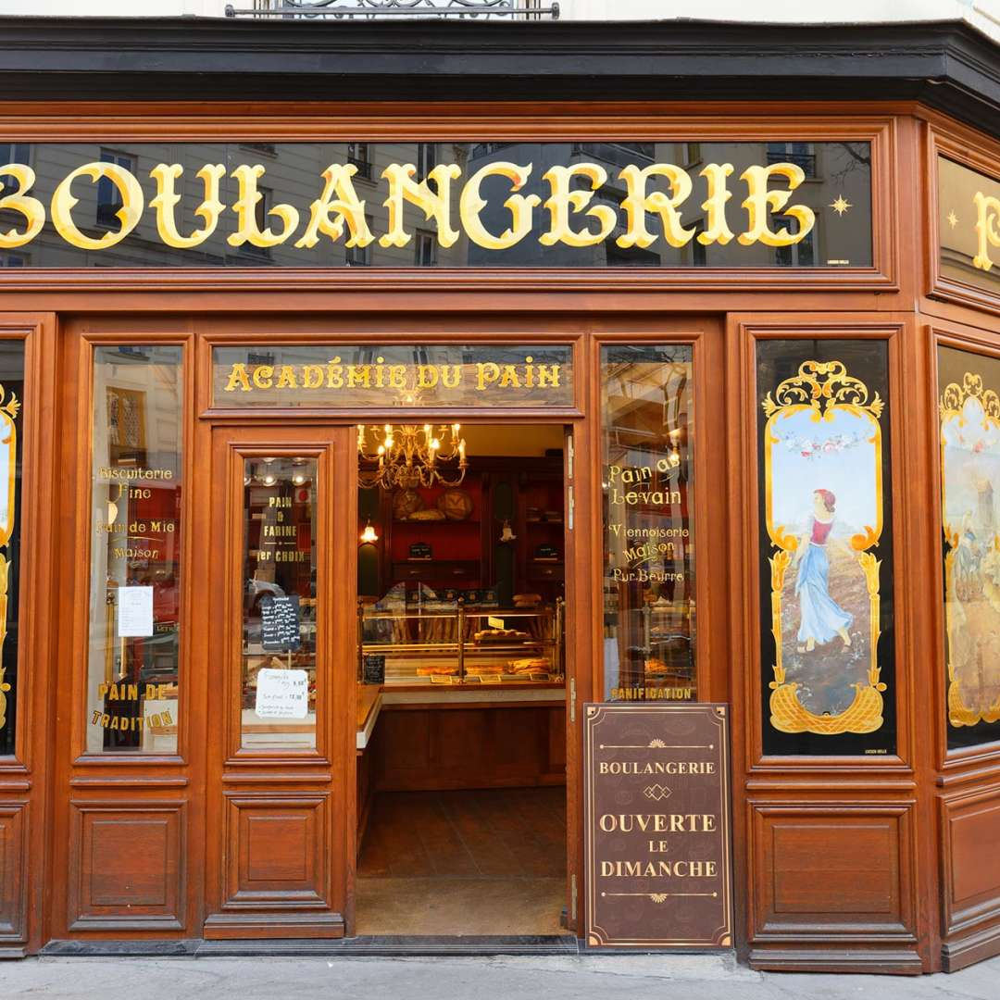 BOULANGERIE
P
ACADÉMIE DU PAIN
Biscuiterie
Fine
Pain de Mie
Maison
PAIN DE
TRADITION
PAIN
&
FARINE
1er CHOIX
Pain au
Levain
Viennoiserie
Maison
Pur Beurre
PANIFICATION
BOULANGERIE
OUVERTE
LE
DIMANCHE